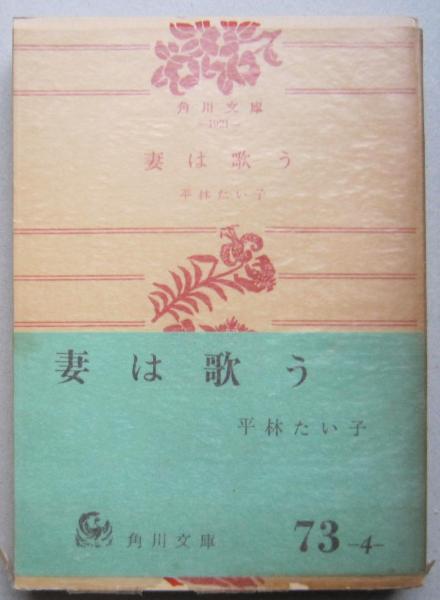 角川文庫
―1921―
妻は歌う
平林たい子
妻は歌う
平林たい子
角川文庫
73-4-